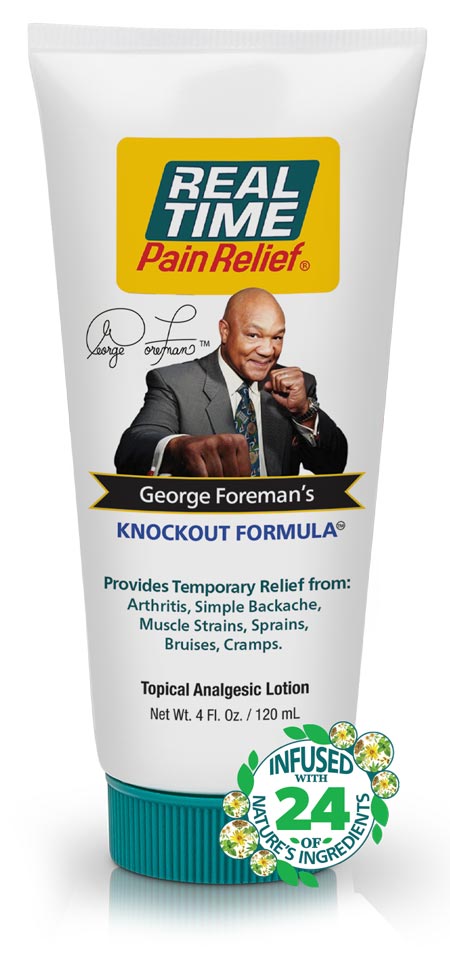 REAL
TIME
Pain Relief®
George Foreman™
George Foreman's
KNOCKOUT FORMULA™
Provides Temporary Relief from:
Arthritis, Simple Backache,
Muscle Strains, Sprains,
Bruises, Cramps.
Topical Analgesic Lotion
Net Wt. 4 Fl. Oz. / 120 mL
INFUSED
WITH
24
OF
NATURE'S INGREDIENTS